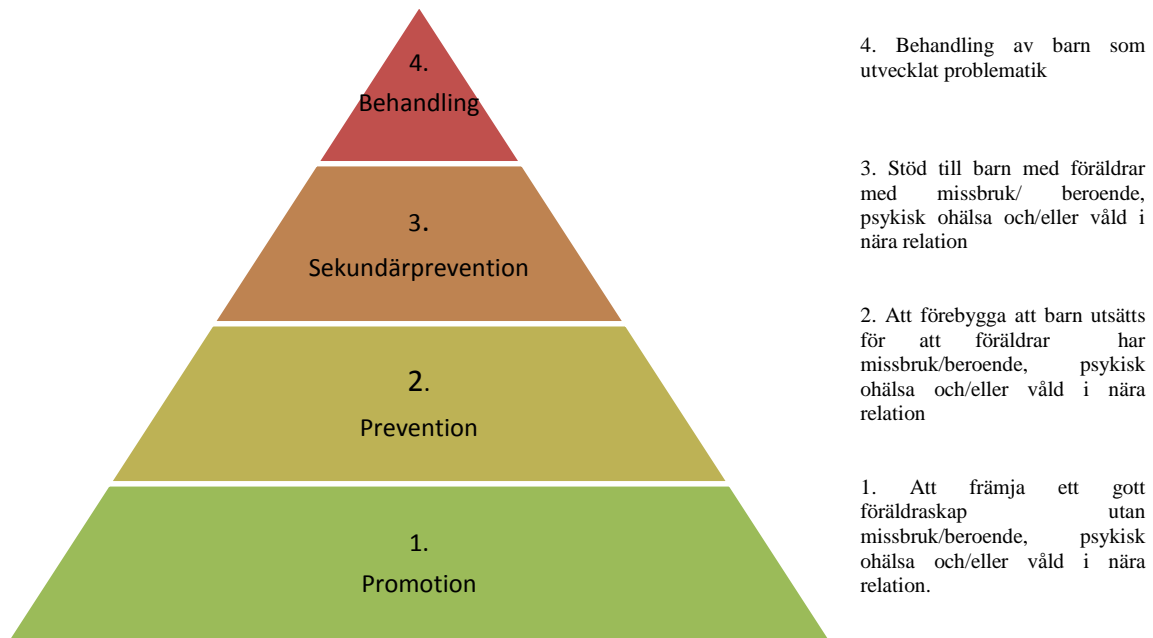 4.
Behandling
4. Behandling av barn som
utvecklat problematik
3.
Sekundärprevention
3. Stöd till barn med föräldrar
med missbruk/ beroende,
psykisk ohälsa och/eller våld i
nära relation
2.
Prevention
2. Att förebygga att barn utsätts
för att föräldrar har
missbruk/beroende, psykisk
ohälsa och/eller våld i nära
relation
1.
Promotion
1. Att främja ett gott
föräldraskap utan
missbruk/beroende, psykisk
ohälsa och/eller våld i nära
relation.